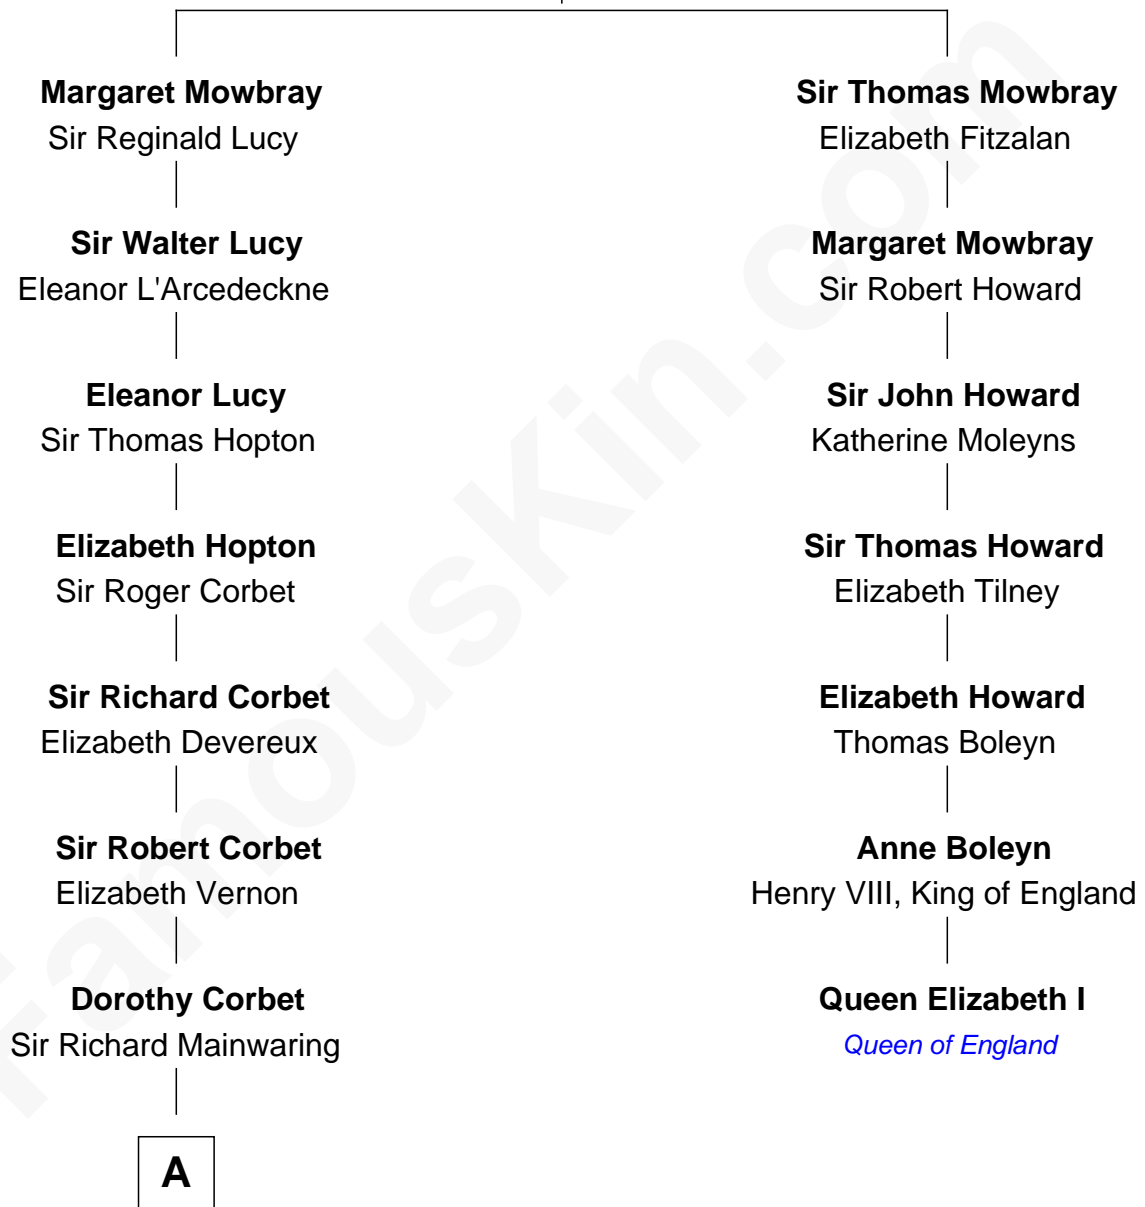 Margaret Mowbray
Sir Reginald Lucy
Sir Walter Lucy
Eleanor L'Arcedeckne
Eleanor Lucy
Sir Thomas Hopton
Elizabeth Hopton
Sir Roger Corbet
Sir Richard Corbet
Elizabeth Devereux
Sir Robert Corbet
Elizabeth Vernon
Dorothy Corbet
Sir Richard Mainwaring
A
Sir Thomas Mowbray
Elizabeth Fitzalan
Margaret Mowbray
Sir Robert Howard
Sir John Howard
Katherine Moleyns
Sir Thomas Howard
Elizabeth Tilney
Elizabeth Howard
Thomas Boleyn
Anne Boleyn
Henry VIII, King of England
Queen Elizabeth I
Queen of England
FamousKin.com